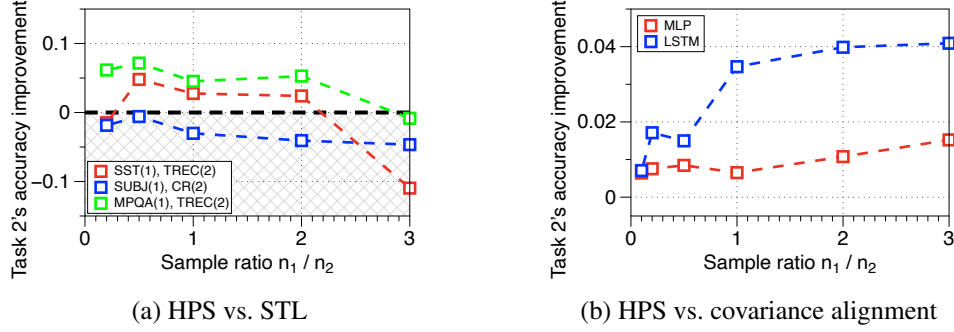 Task 2's accuracy improvement
0.1
0
−0.1
SST(1), TREC(2)
SUBJ(1), CR(2)
MPQA(1), TREC(2)
0 1 2 3
Sample ratio n1 / n2
(a) HPS vs. STL
Task 2's accuracy improvement
MLP
LSTM
0.04
0.02
0
0 1 2 3
Sample ratio n1 / n2
(b) HPS vs. covariance alignment